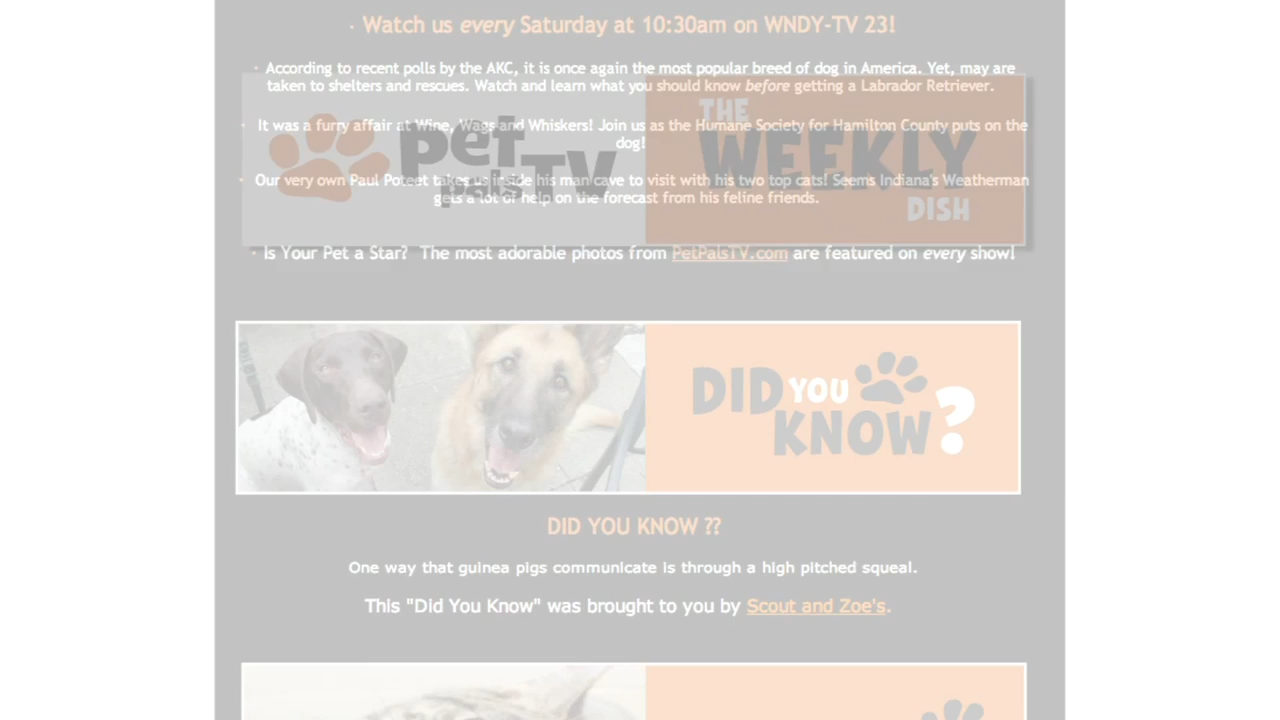 · Watch us every Saturday at 10:30am on WNDY-TV 23!
· According to recent polls by the AKC, it is once again the most popular breed of dog in America. Yet, may are
taken to shelters and rescues. Watch and learn what you should know before getting a Labrador Retriever.
· It was a furry affair at Wine, Wags and Whiskers! Join us as the Humane Society for Hamilton County puts on the
dog!
· Our very own Paul Poteet takes us inside his man cave to visit with his two top cats! Seems Indiana's Weatherman
gets a lot of help on the forecast from his feline friends.
pet
pals TV
THE
WEEKLY
DISH
· Is Your Pet a Star? The most adorable photos from PetPalsTV.com are featured on every show!
DID YOU
KNOW?
DID YOU KNOW ??
One way that guinea pigs communicate is through a high pitched squeal.
This "Did You Know" was brought to you by Scout and Zoe's.